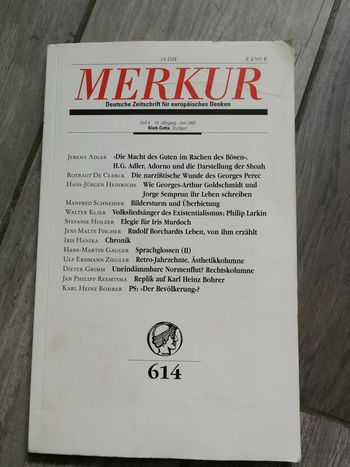 19 DM E 4705 E
MERKUR
Deutsche Zeitschrift für europäisches Denken
Heft 6 54. Jahrgang Juni 2000
Klett-Cotta Stuttgart
Jeremy Adler »Die Macht des Guten im Rachen des Bösen«.
H.G. Adler, Adorno und die Darstellung der Shoah
Rotraut De Clerck Die narzißtische Wunde des Georges Perec
Hans-Jürgen Heinrichs Wie Georges-Arthur Goldschmidt und
Jorge Semprun ihr Leben schreiben
Manfred Schneider Bildersturm und Überbietung
Walter Klier Volksliedsänger des Existentialismus: Philip Larkin
Stefanie Holzer Elegie für Iris Murdoch
Jens Malte Fischer Rudolf Borchardts Leben, von ihm erzählt
Iris Hanika Chronik
Hans-Martin Gauger Sprachglossen (II)
Ulf Erdmann Ziegler Retro-Jahrzehnte. Ästhetikkolumne
Dieter Grimm Uneindämmbare Normenflut? Rechtskolumne
Jan Philipp Reemtsma Replik auf Karl Heinz Bohrer
Karl Heinz Bohrer PS: »Der Bevölkerung«?
614